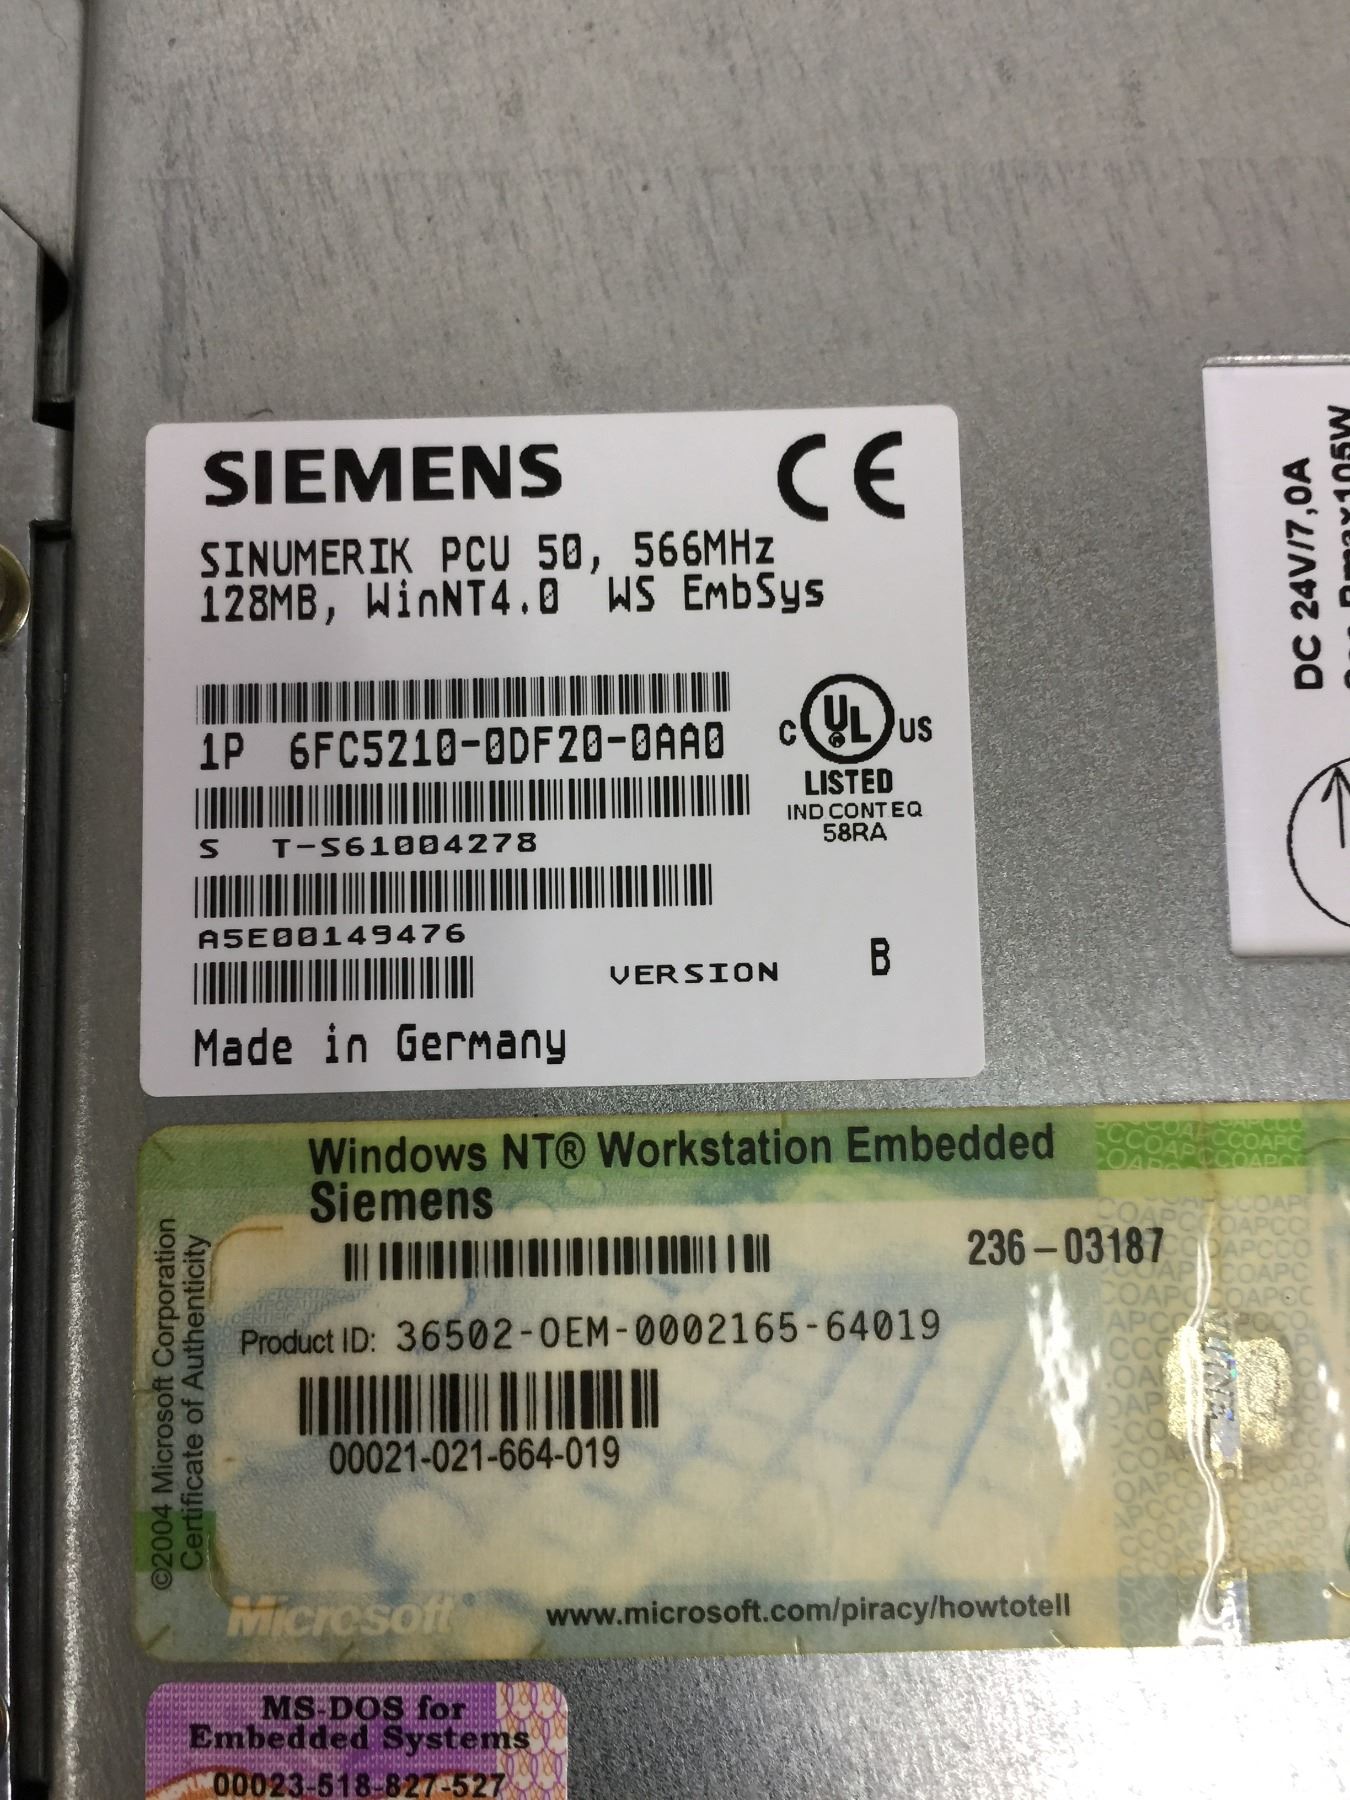 SIEMENS
CE
SINUMERIK PCU 50, 566MHz
128MB, WinNT4.0 WS EmbSys
1P 6FC5210-0DF20-0AA0
C UL US
LISTED
IND CONT EQ
58RA
S T-S61004278
A5E00149476
VERSION B
Made in Germany
DC 24V/7,0A
105W
Windows NT® Workstation Embedded
Siemens
236-03187
Product ID: 36502-OEM-0002165-64019
00021-021-664-019
©2004 Microsoft Corporation
Certificate of Authenticity
Microsoft
www.microsoft.com/piracy/howtotell
MS-DOS for
Embedded Systems
00023-518-827-527